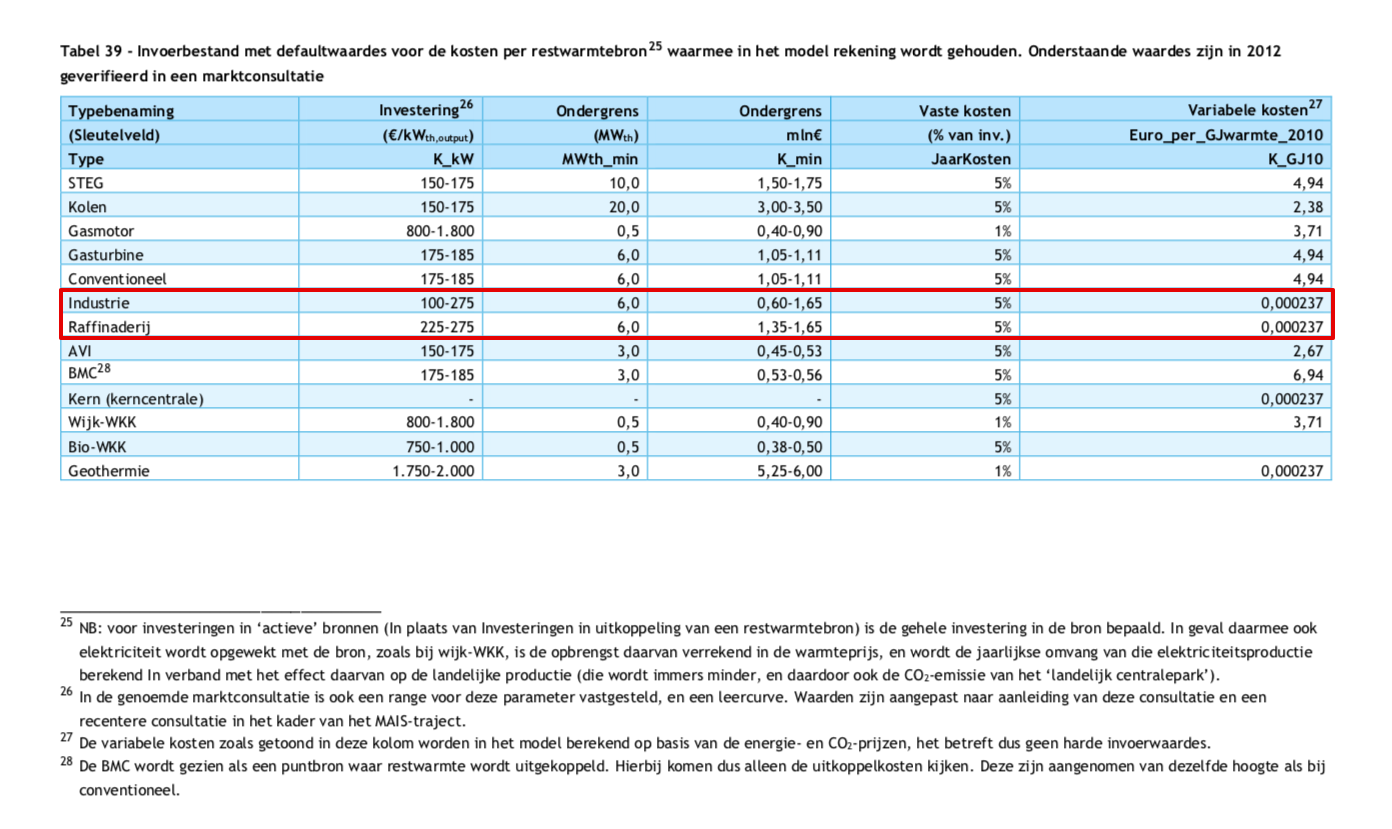 Tabel 39 - Invoerbestand met defaultwaardes voor de kosten per restwarmtebron25 waarmee in het model rekening wordt gehouden. Onderstaande waardes zijn in 2012
geverifieerd in een marktconsultatie
Typebenaming Investering26 Ondergrens Ondergrens Vaste kosten Variabele kosten27
(Sleutelveld) (€/kWth,output) (MWth) mln€ (% van inv.) Euro_per_GJwarmte_2010
Type K_kW MWth_min K_min JaarKosten K_GJ10
STEG 150-175 10,0 1,50-1,75 5% 4,94
Kolen 150-175 20,0 3,00-3,50 5% 2,38
Gasmotor 800-1.800 0,5 0,40-0,90 1% 3,71
Gasturbine 175-185 6,0 1,05-1,11 5% 4,94
Conventioneel 175-185 6,0 1,05-1,11 5% 4,94
Industrie 100-275 6,0 0,60-1,65 5% 0,000237
Raffinaderij 225-275 6,0 1,35-1,65 5% 0,000237
AVI 150-175 3,0 0,45-0,53 5% 2,67
BMC28 175-185 3,0 0,53-0,56 5% 6,94
Kern (kerncentrale) - - - 5% 0,000237
Wijk-WKK 800-1.800 0,5 0,40-0,90 1% 3,71
Bio-WKK 750-1.000 0,5 0,38-0,50 5%
Geothermie 1.750-2.000 3,0 5,25-6,00 1% 0,000237
25 NB: voor investeringen in ‘actieve’ bronnen (In plaats van Investeringen in uitkoppeling van een restwarmtebron) is de gehele investering in de bron bepaald. In geval daarmee ook
elektriciteit wordt opgewekt met de bron, zoals bij wijk-WKK, is de opbrengst daarvan verrekend in de warmteprijs, en wordt de jaarlijkse omvang van die elektriciteitsproductie
berekend In verband met het effect daarvan op de landelijke productie (die wordt immers minder, en daardoor ook de CO2-emissie van het ‘landelijk centralepark’).
26 In de genoemde marktconsultatie is ook een range voor deze parameter vastgesteld, en een leercurve. Waarden zijn aangepast naar aanleiding van deze consultatie en een
recentere consultatie in het kader van het MAIS-traject.
27 De variabele kosten zoals getoond in deze kolom worden in het model berekend op basis van de energie- en CO2-prijzen, het betreft dus geen harde invoerwaardes.
28 De BMC wordt gezien als een puntbron waar restwarmte wordt uitgekoppeld. Hierbij komen dus alleen de uitkoppelkosten kijken. Deze zijn aangenomen van dezelfde hoogte als bij
conventioneel.